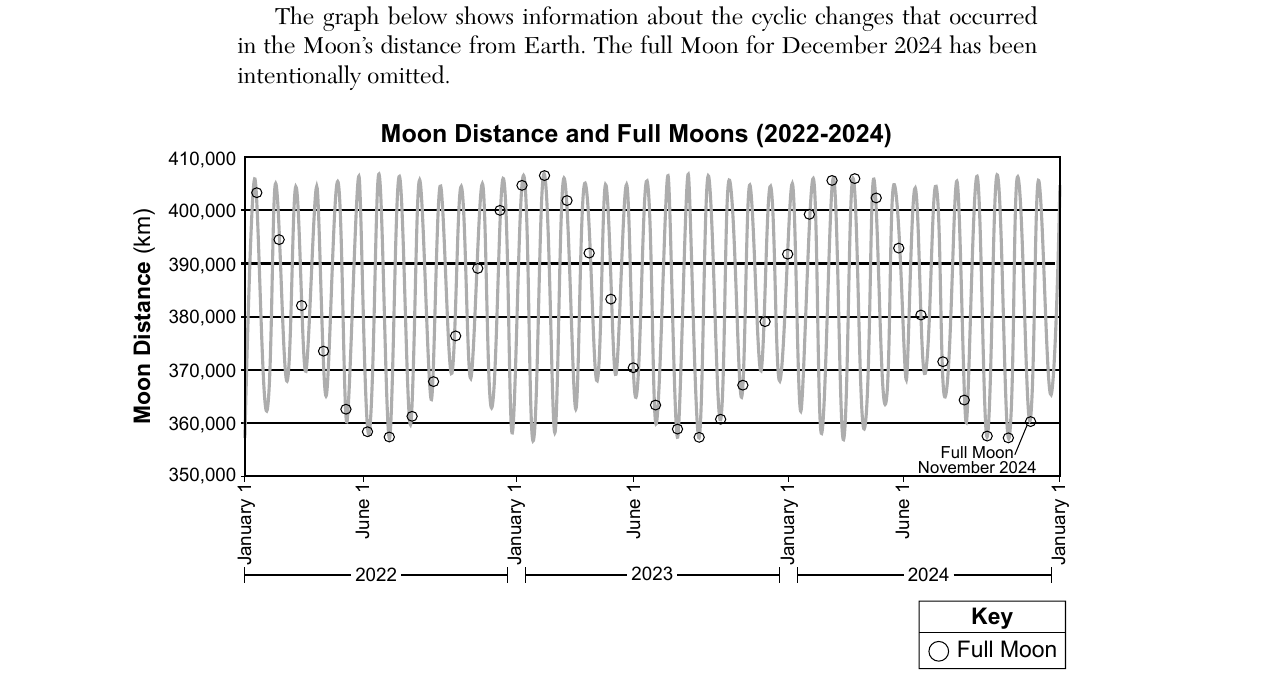 The graph below shows information about the cyclic changes that occurred
in the Moon’s distance from Earth. The full Moon for December 2024 has been
intentionally omitted.
Moon Distance and Full Moons (2022-2024)
Moon Distance (km)
410,000
400,000
390,000
380,000
370,000
360,000
350,000
Full Moon
November 2024
January 1
June 1
January 1
June 1
January 1
June 1
January 1
2022
2023
2024
Key
Full Moon